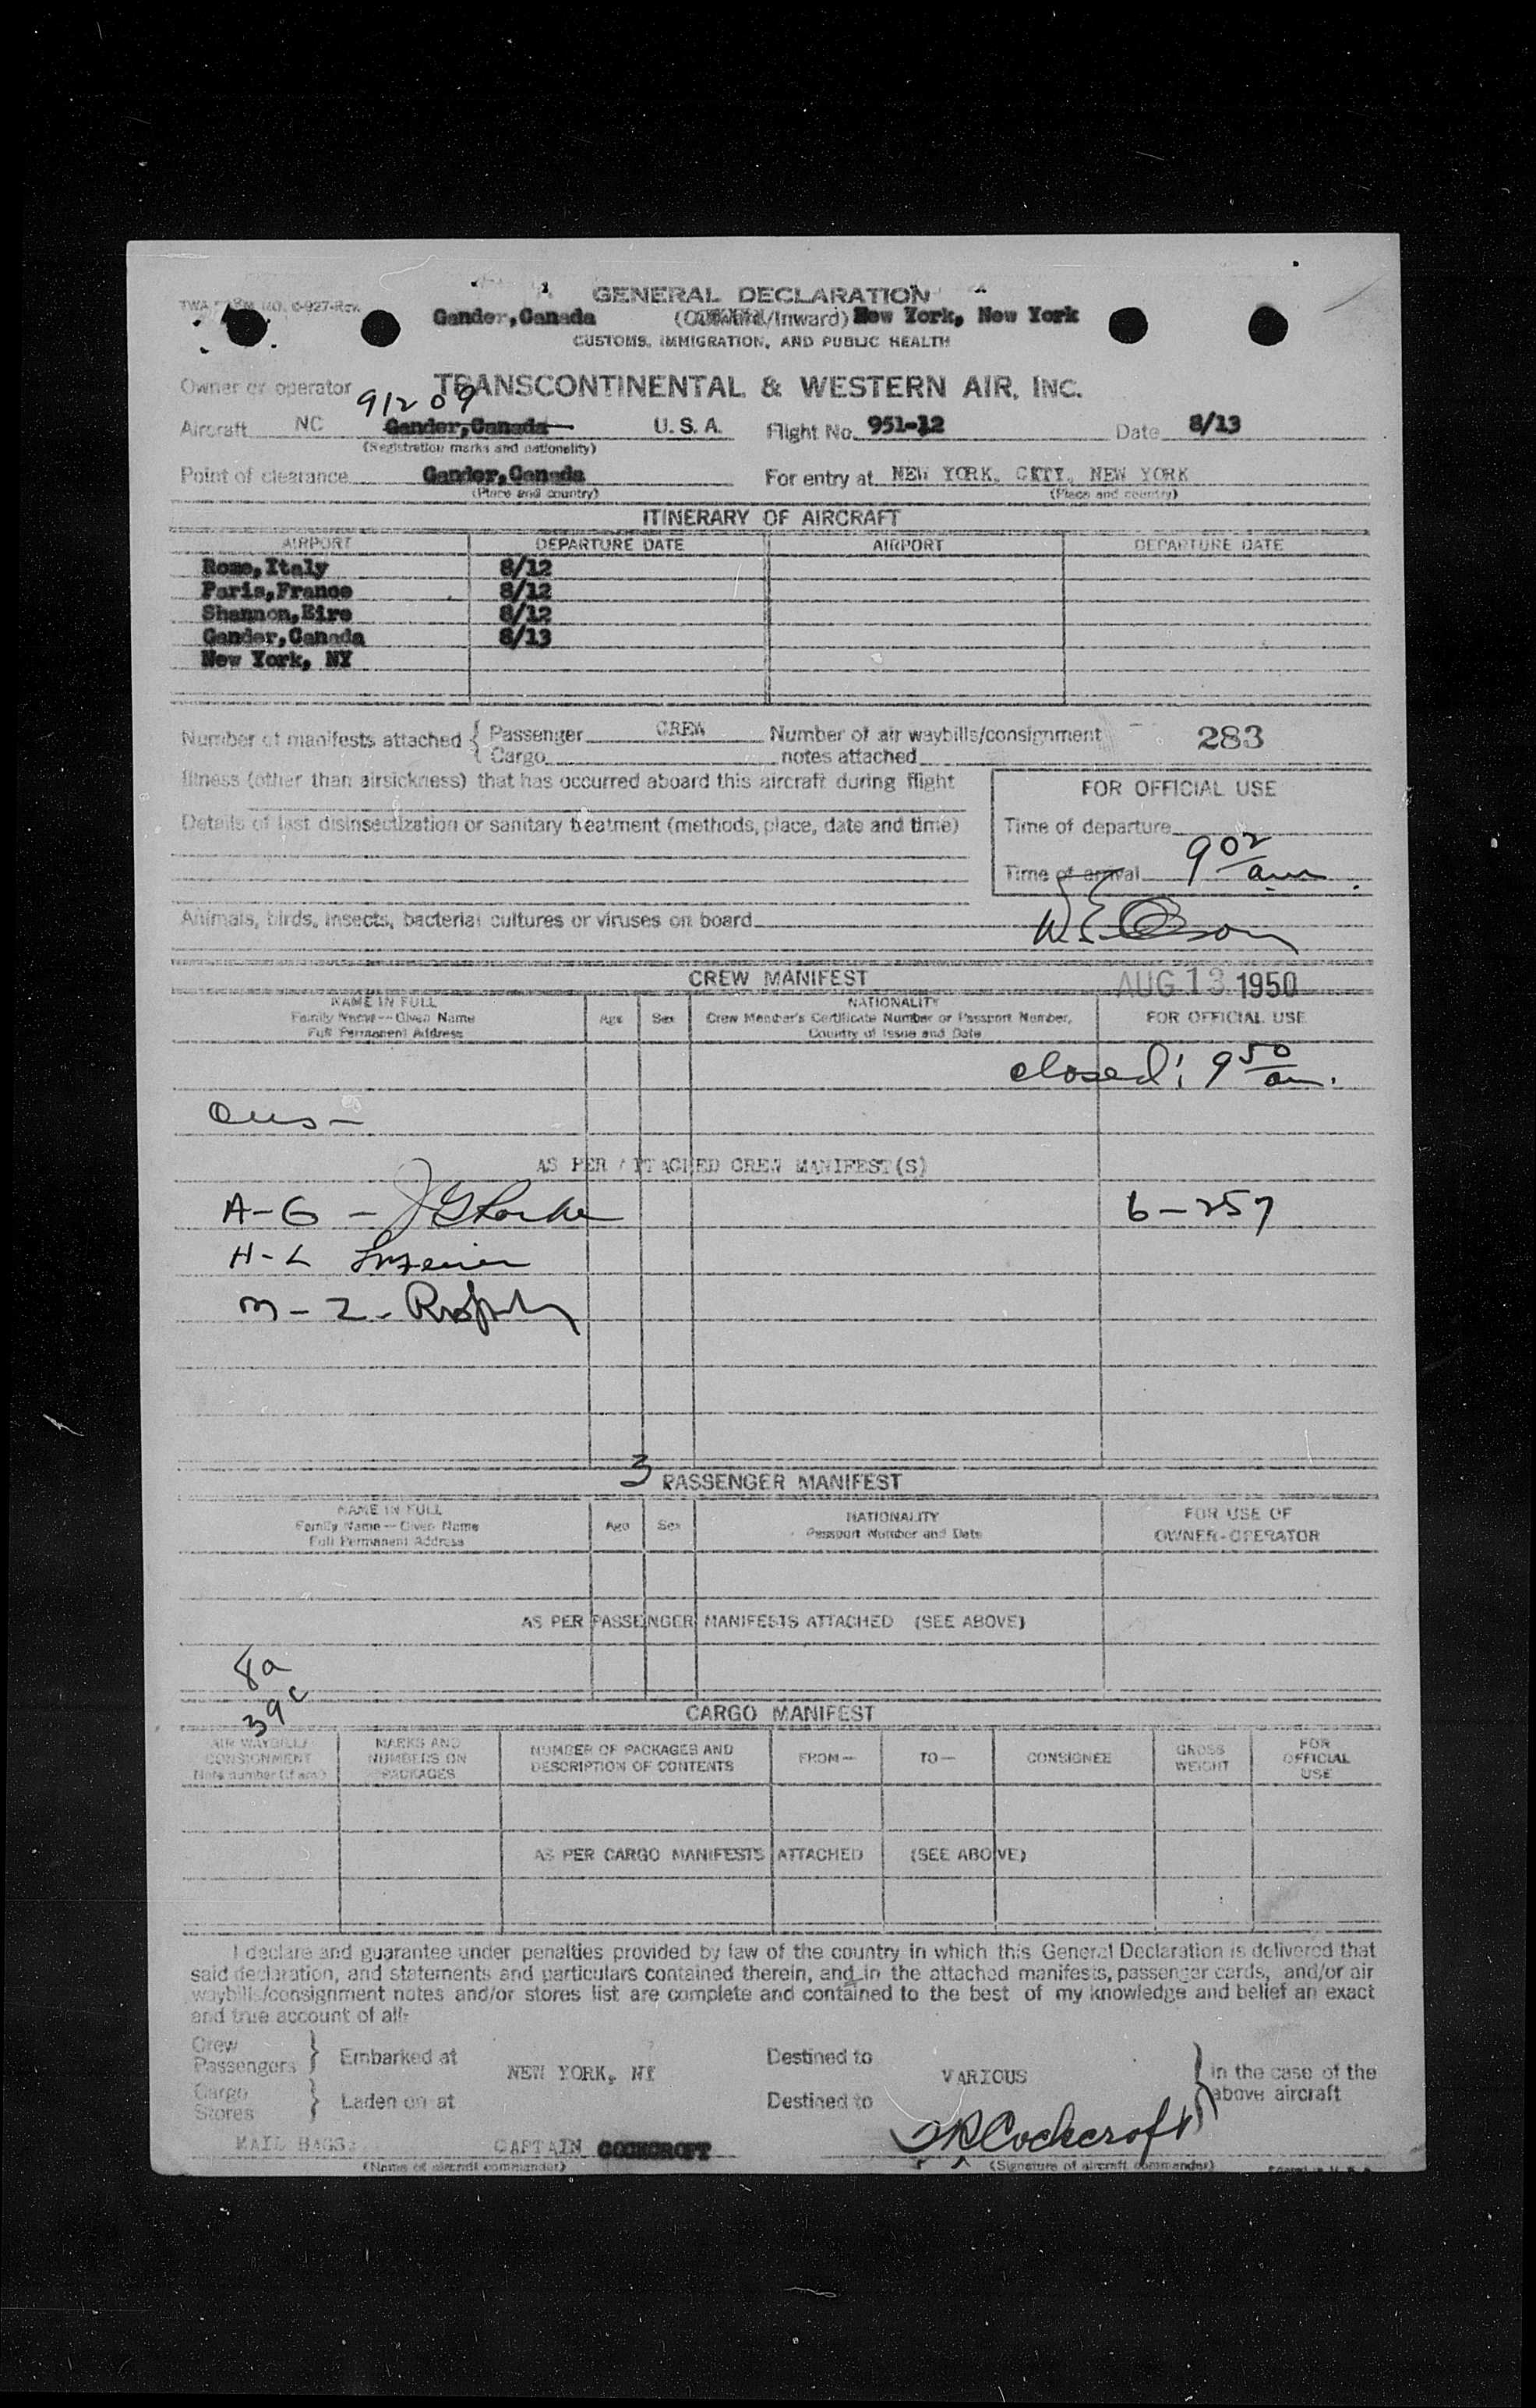 TWA FORM NO. C-927-Rev.
GENERAL DECLARATION
Gander,Canada (Outward/Inward) New York, New York
CUSTOMS, IMMIGRATION, AND PUBLIC HEALTH
Owner or operator TRANSCONTINENTAL & WESTERN AIR, INC.
91209
Aircraft NC Gander,Canada U. S. A. Flight No. 951-12 Date 8/13
(Registration marks and nationality)
Point of clearance Gander,Canada For entry at NEW YORK, CITY, NEW YORK
(Place and country) (Place and country)
ITINERARY OF AIRCRAFT
AIRPORT DEPARTURE DATE AIRPORT DEPARTURE DATE
Rome,Italy 8/12
Paris,France 8/12
Shannon,Eire 8/12
Gander,Canada 8/13
New York, NY
Number of manifests attached { Passenger CREW Number of air waybills/consignment 283
Cargo notes attached
Illness (other than airsickness) that has occurred aboard this aircraft during flight
FOR OFFICIAL USE
Details of last disinsectization or sanitary treatment (methods, place, date and time)
Time of departure
Time of arrival 9 02 am
Animals, birds, insects, bacterial cultures or viruses on board
CREW MANIFEST AUG 13 1950
NAME IN FULL NATIONALITY
Family Name—Given Name Age Sex Crew Member's Certificate Number or Passport Number, FOR OFFICIAL USE
Full Permanent Address Country of Issue and Date
closed: 9 50 am.
AS PER ATTACHED CREW MANIFEST(S)
A-G - 6-257
H-L
M-Z-
3 PASSENGER MANIFEST
NAME IN FULL NATIONALITY FOR USE OF
Family Name—Given Name Age Sex Passport Number and Date OWNER-OPERATOR
Full Permanent Address
AS PER PASSENGER MANIFESTS ATTACHED (SEE ABOVE)
8a
39c
CARGO MANIFEST
AIR WAYBILL/ MARKS AND NUMBER OF PACKAGES AND FROM— TO— CONSIGNEE GROSS FOR
CONSIGNMENT NUMBERS ON DESCRIPTION OF CONTENTS WEIGHT OFFICIAL
Note number (if any) PACKAGES USE
AS PER CARGO MANIFESTS ATTACHED (SEE ABOVE)
I declare and guarantee under penalties provided by law of the country in which this General Declaration is delivered that
said declaration, and statements and particulars contained therein, and in the attached manifests, passenger cards, and/or air
waybills/consignment notes and/or stores list are complete and contained to the best of my knowledge and belief an exact
and true account of all:
Crew
Passengers } Embarked at NEW YORK, NY Destined to VARIOUS } in the case of the
Cargo
Stores } Laden on at Destined to above aircraft
MAIL BAGS: CAPTAIN COCKCROFT Cockcroft
(Name of aircraft commander) (Signature of aircraft commander)